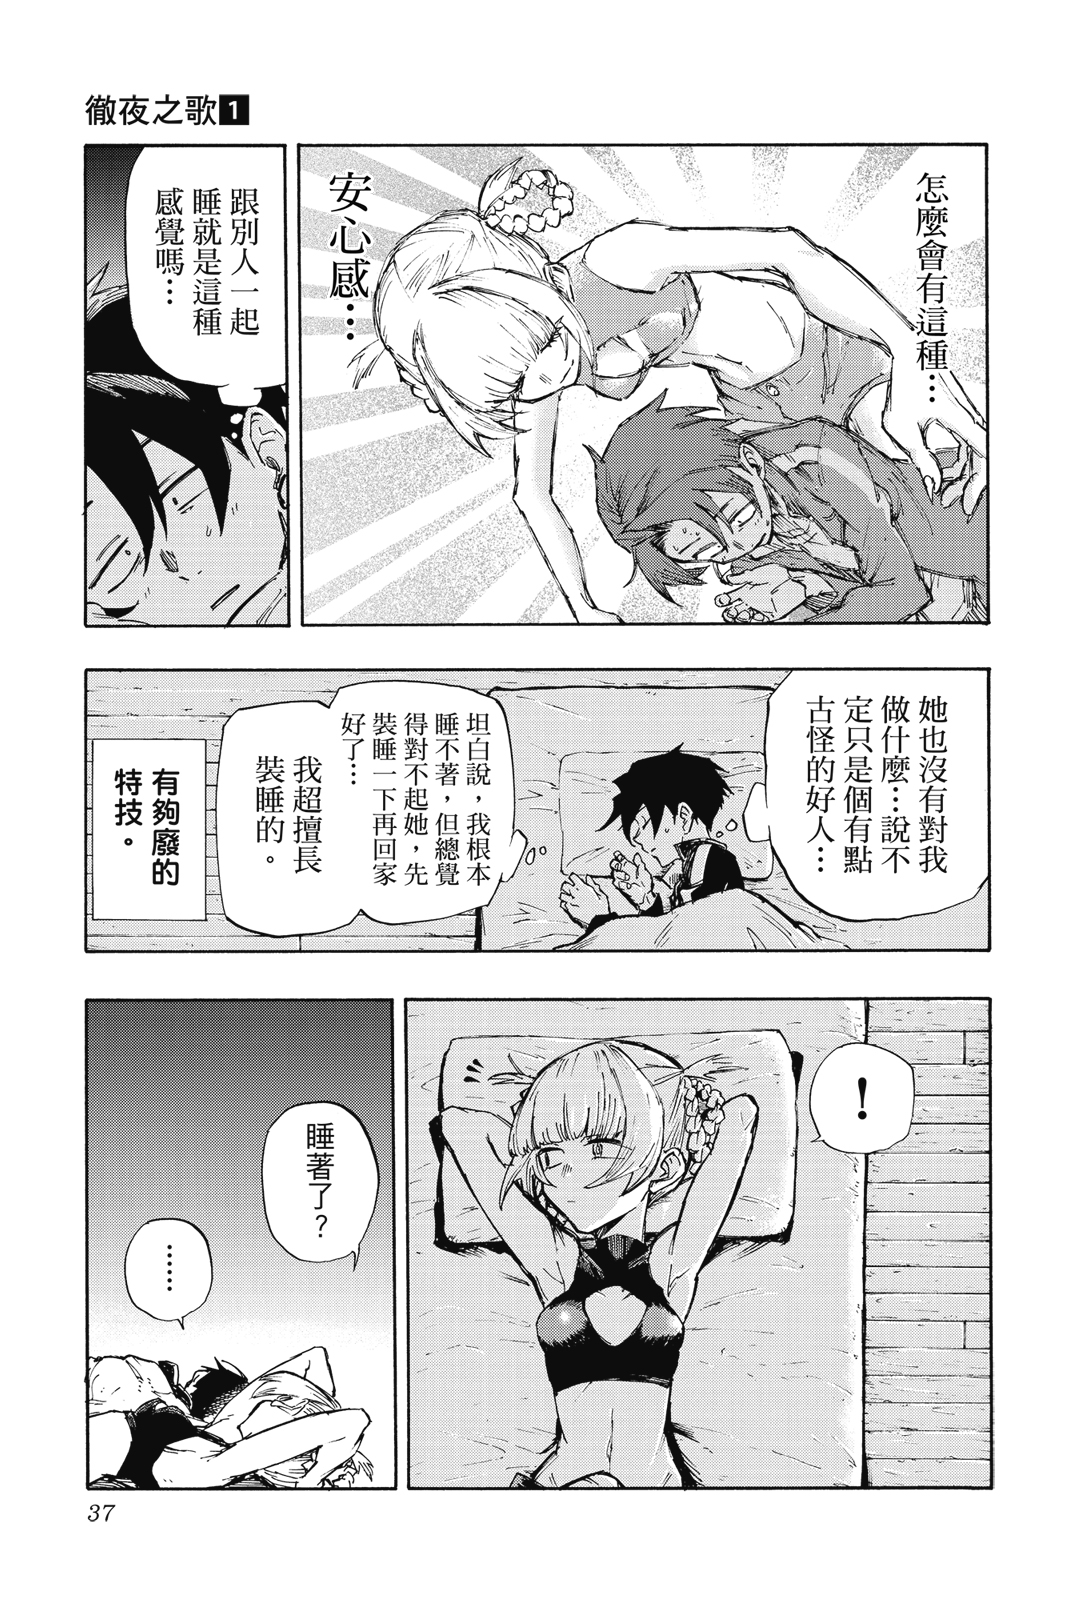 徹夜之歌1
怎麼會有這種…
安心感…
跟別人一起
睡就是這種
感覺嗎…
她也沒有對我
做什麼…說不
定只是個有點
古怪的好人…
坦白說，我根本
睡不著，但總覺
得對不起她，先
裝睡一下再回家
好了…
我超擅長
裝睡的。
有夠廢的
特技。
！
睡著了？
……
37